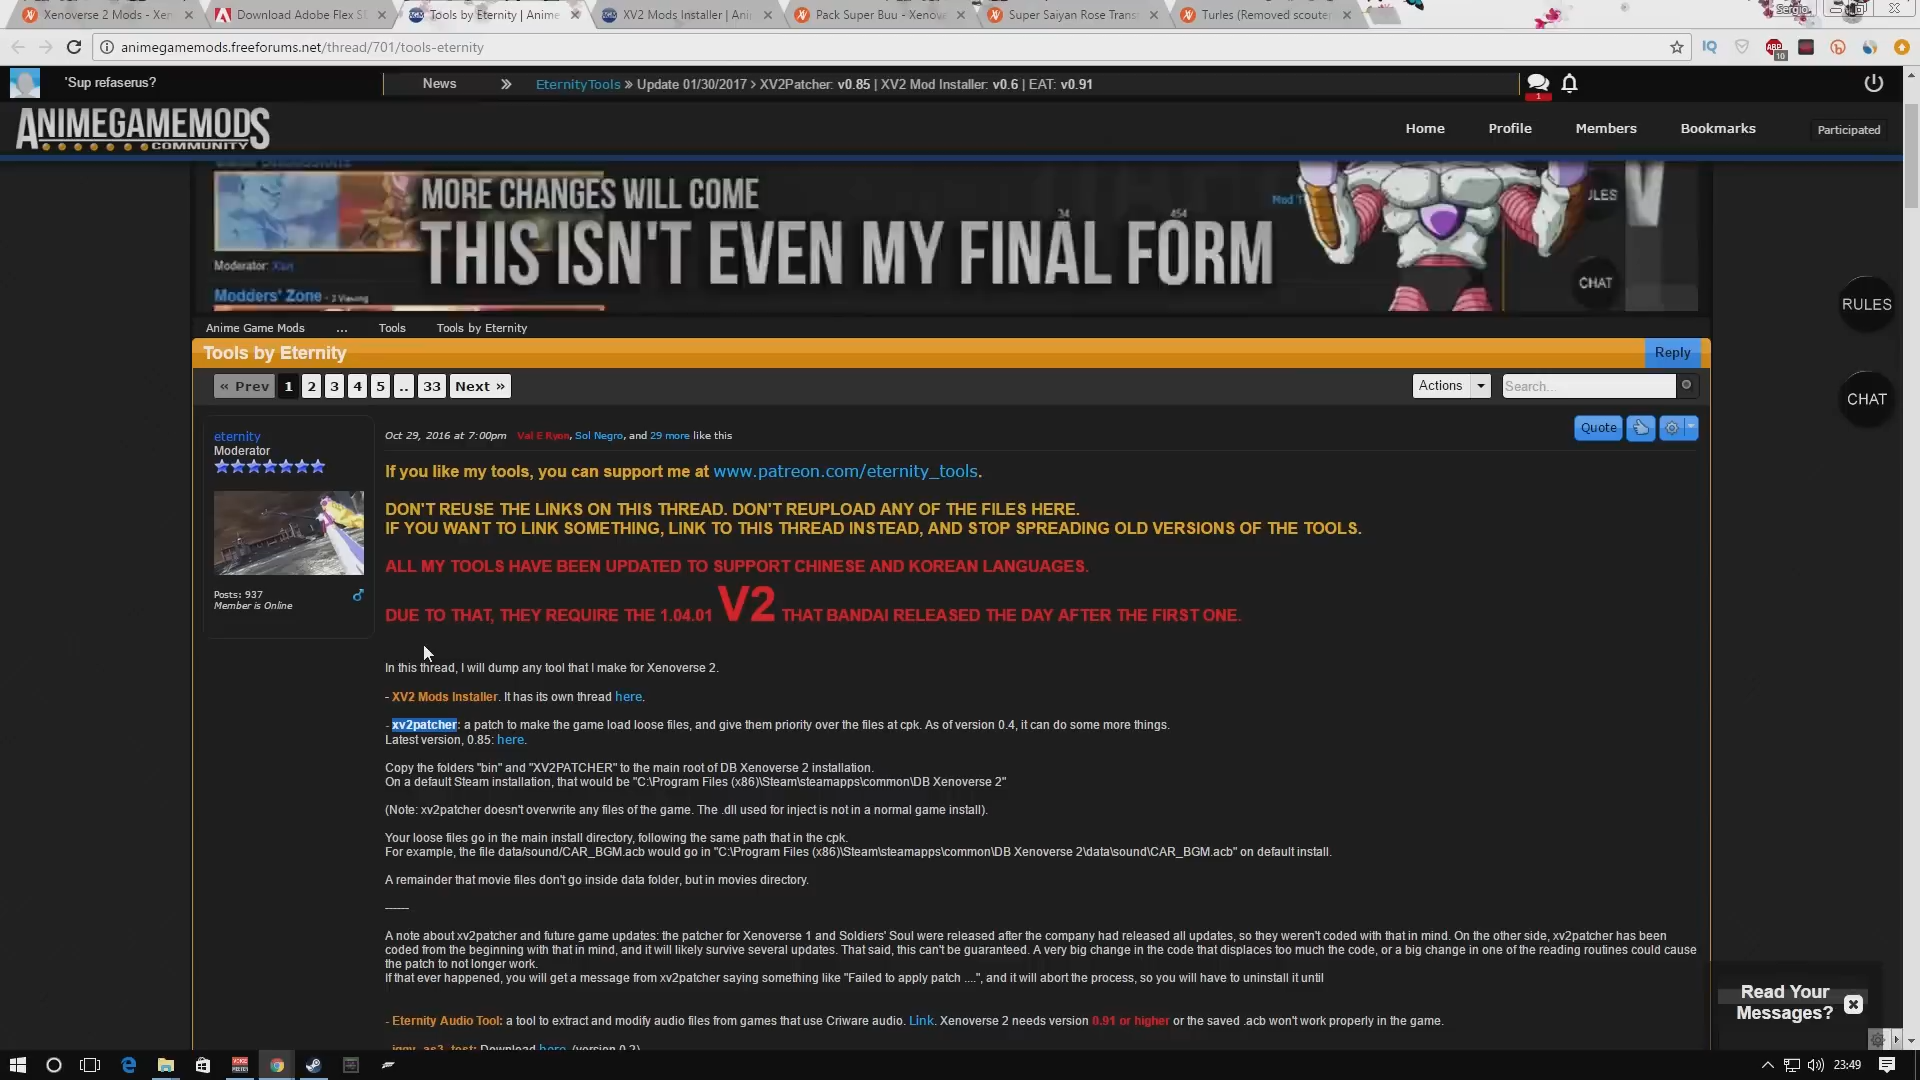 Xenoverse 2 Mods - Xen
Download Adobe Flex S
Tools by Eternity | Anime
XV2 Mods Installer | Ani
Pack Super Buu - Xenov
Super Saiyan Rose Trans
Turles (Removed scouter
Sergio
animegamemods.freeforums.net/thread/701/tools-eternity
IQ
ABP
10
'Sup refaserus?
News » EternityTools » Update 01/30/2017 > XV2Patcher: v0.85 | XV2 Mod Installer: v0.6 | EAT: v0.91
1
ANIMEGAMEMODS
COMMUNITY
Home Profile Members Bookmarks Participated
MORE CHANGES WILL COME
THIS ISN'T EVEN MY FINAL FORM
34
454
Mod T
ULES
CHAT
Moderator: Xan
Modders' Zone - 3 Viewing
RULES
CHAT
Anime Game Mods ... Tools Tools by Eternity
Tools by Eternity Reply
« Prev 1 2 3 4 5 .. 33 Next » Actions Search...
eternity
Moderator
Posts: 937
Member is Online
Oct 29, 2016 at 7:00pm Val E Ryon, Sol Negro, and 29 more like this
Quote
If you like my tools, you can support me at www.patreon.com/eternity_tools.
DON'T REUSE THE LINKS ON THIS THREAD. DON'T REUPLOAD ANY OF THE FILES HERE.
IF YOU WANT TO LINK SOMETHING, LINK TO THIS THREAD INSTEAD, AND STOP SPREADING OLD VERSIONS OF THE TOOLS.
ALL MY TOOLS HAVE BEEN UPDATED TO SUPPORT CHINESE AND KOREAN LANGUAGES.
DUE TO THAT, THEY REQUIRE THE 1.04.01 V2 THAT BANDAI RELEASED THE DAY AFTER THE FIRST ONE.
In this thread, I will dump any tool that I make for Xenoverse 2.
- XV2 Mods Installer. It has its own thread here.
- xv2patcher: a patch to make the game load loose files, and give them priority over the files at cpk. As of version 0.4, it can do some more things.
Latest version, 0.85: here.
Copy the folders "bin" and "XV2PATCHER" to the main root of DB Xenoverse 2 installation.
On a default Steam installation, that would be "C:\Program Files (x86)\Steam\steamapps\common\DB Xenoverse 2"
(Note: xv2patcher doesn't overwrite any files of the game. The .dll used for inject is not in a normal game install).
Your loose files go in the main install directory, following the same path that in the cpk.
For example, the file data/sound/CAR_BGM.acb would go in "C:\Program Files (x86)\Steam\steamapps\common\DB Xenoverse 2\data\sound\CAR_BGM.acb" on default install.
A remainder that movie files don't go inside data folder, but in movies directory.
------
A note about xv2patcher and future game updates: the patcher for Xenoverse 1 and Soldiers' Soul were released after the company had released all updates, so they weren't coded with that in mind. On the other side, xv2patcher has been
coded from the beginning with that in mind, and it will likely survive several updates. That said, this can't be guaranteed. A very big change in the code that displaces too much the code, or a big change in one of the reading routines could cause
the patch to not longer work.
If that ever happened, you will get a message from xv2patcher saying something like "Failed to apply patch ....", and it will abort the process, so you will have to uninstall it until
- Eternity Audio Tool: a tool to extract and modify audio files from games that use Criware audio. Link. Xenoverse 2 needs version 0.91 or higher or the saved .acb won't work properly in the game.
- iggy_as3_test: Download here. (version 0.2)
Read Your
Messages?
23:49